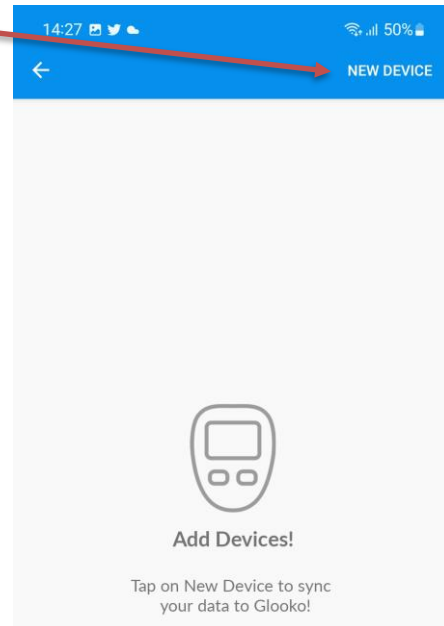 14:27 50%
NEW DEVICE
Add Devices!
Tap on New Device to sync
your data to Glooko!